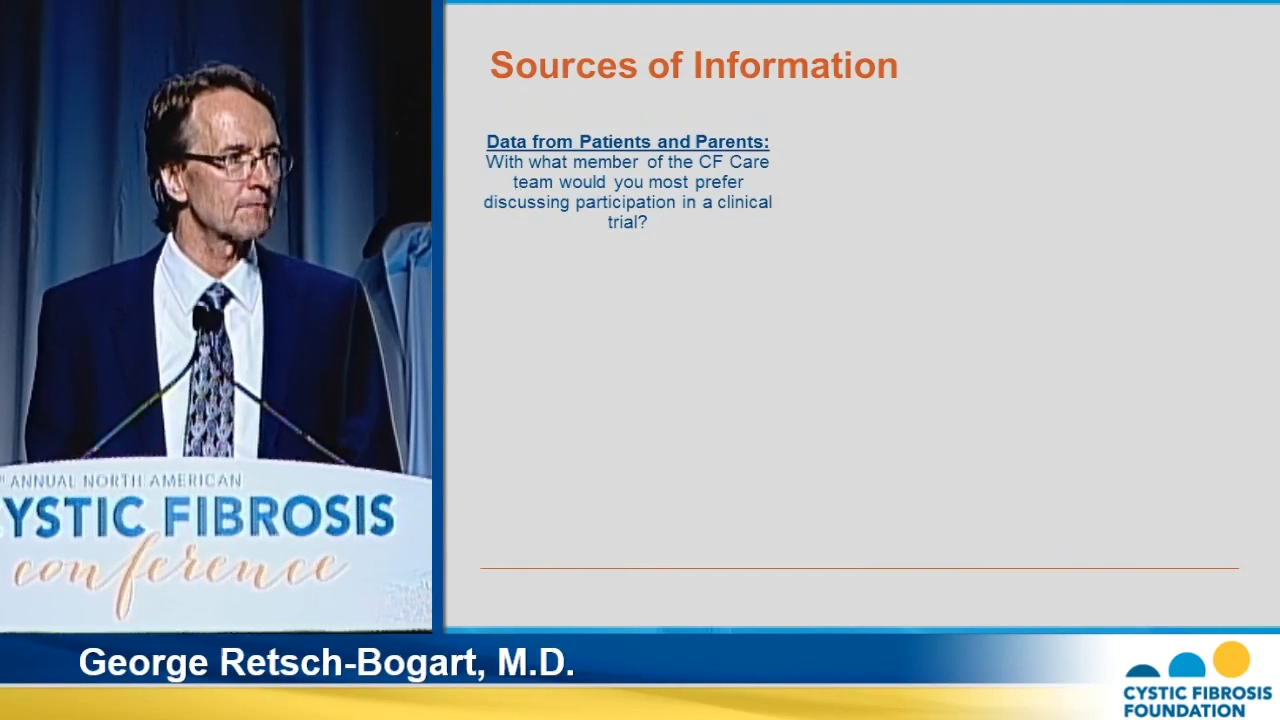 Sources of Information
Data from Patients and Parents:
With what member of the CF Care
team would you most prefer
discussing participation in a clinical
trial?
ANNUAL NORTH AMERICAN
YSTIC FIBROSIS
conference
George Retsch-Bogart, M.D.
CYSTIC FIBROSIS
FOUNDATION